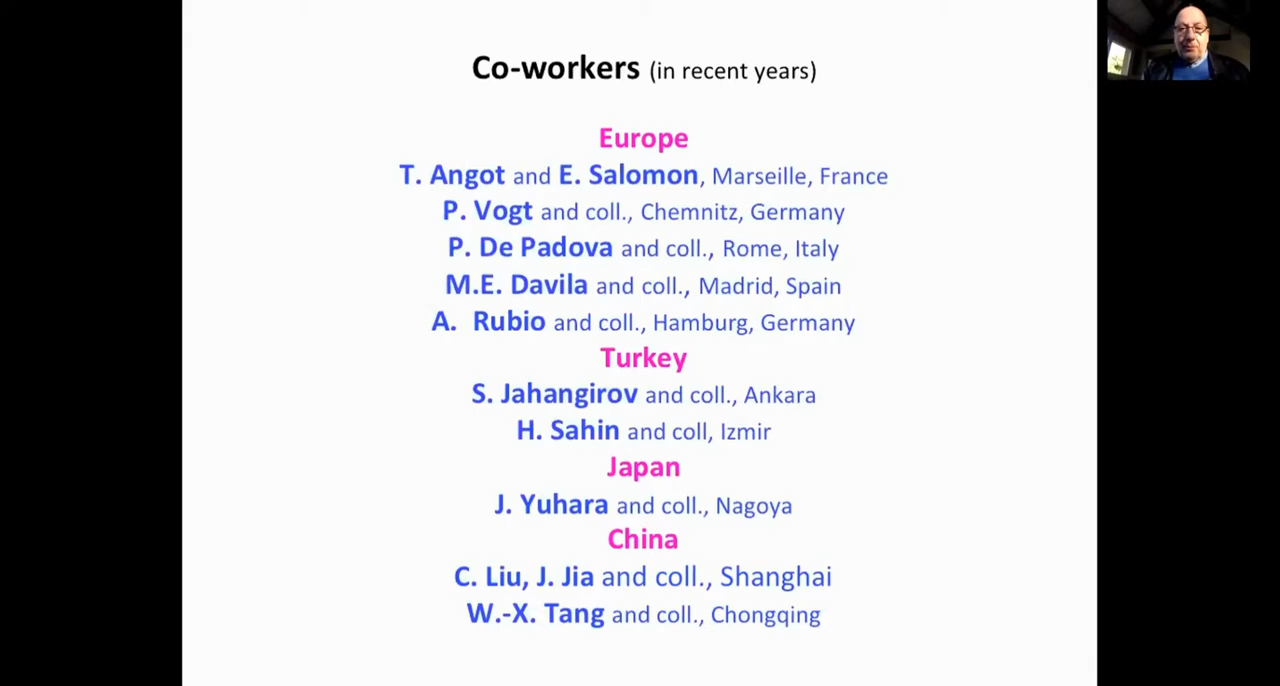 Co-workers (in recent years)
Europe
T. Angot and E. Salomon, Marseille, France
P. Vogt and coll., Chemnitz, Germany
P. De Padova and coll., Rome, Italy
M.E. Davila and coll., Madrid, Spain
A. Rubio and coll., Hamburg, Germany
Turkey
S. Jahangirov and coll., Ankara
H. Sahin and coll, Izmir
Japan
J. Yuhara and coll., Nagoya
China
C. Liu, J. Jia and coll., Shanghai
W.-X. Tang and coll., Chongqing